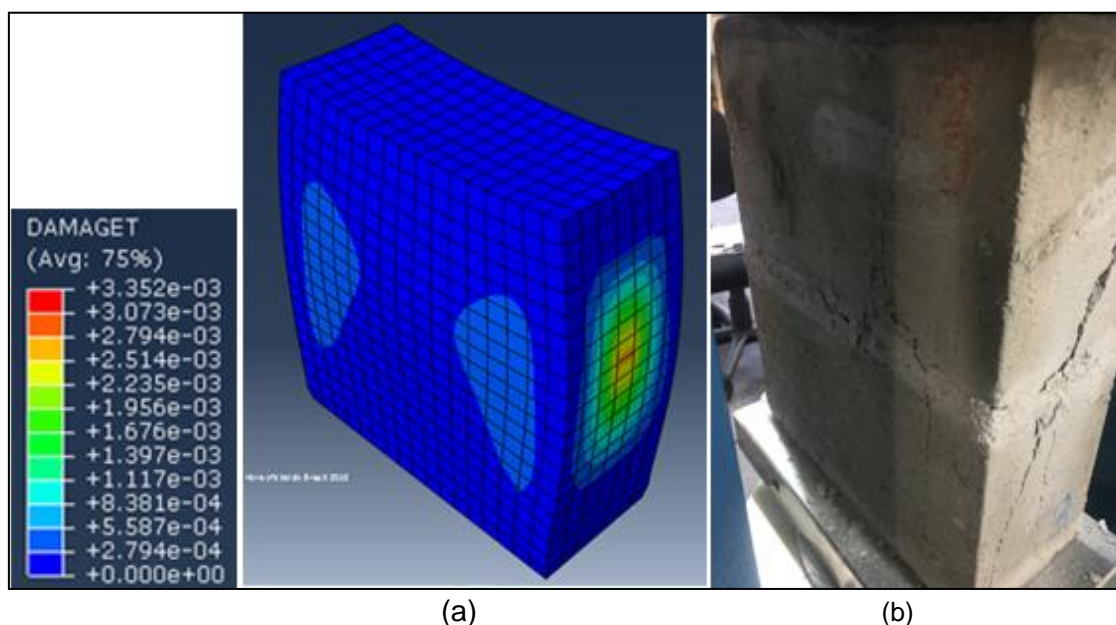 DAMAGET
(Avg: 75%)
+3.352e-03
+3.073e-03
+2.794e-03
+2.514e-03
+2.235e-03
+1.956e-03
+1.676e-03
+1.397e-03
+1.117e-03
+8.381e-04
+5.587e-04
+2.794e-04
+0.000e+00
(a)
(b)